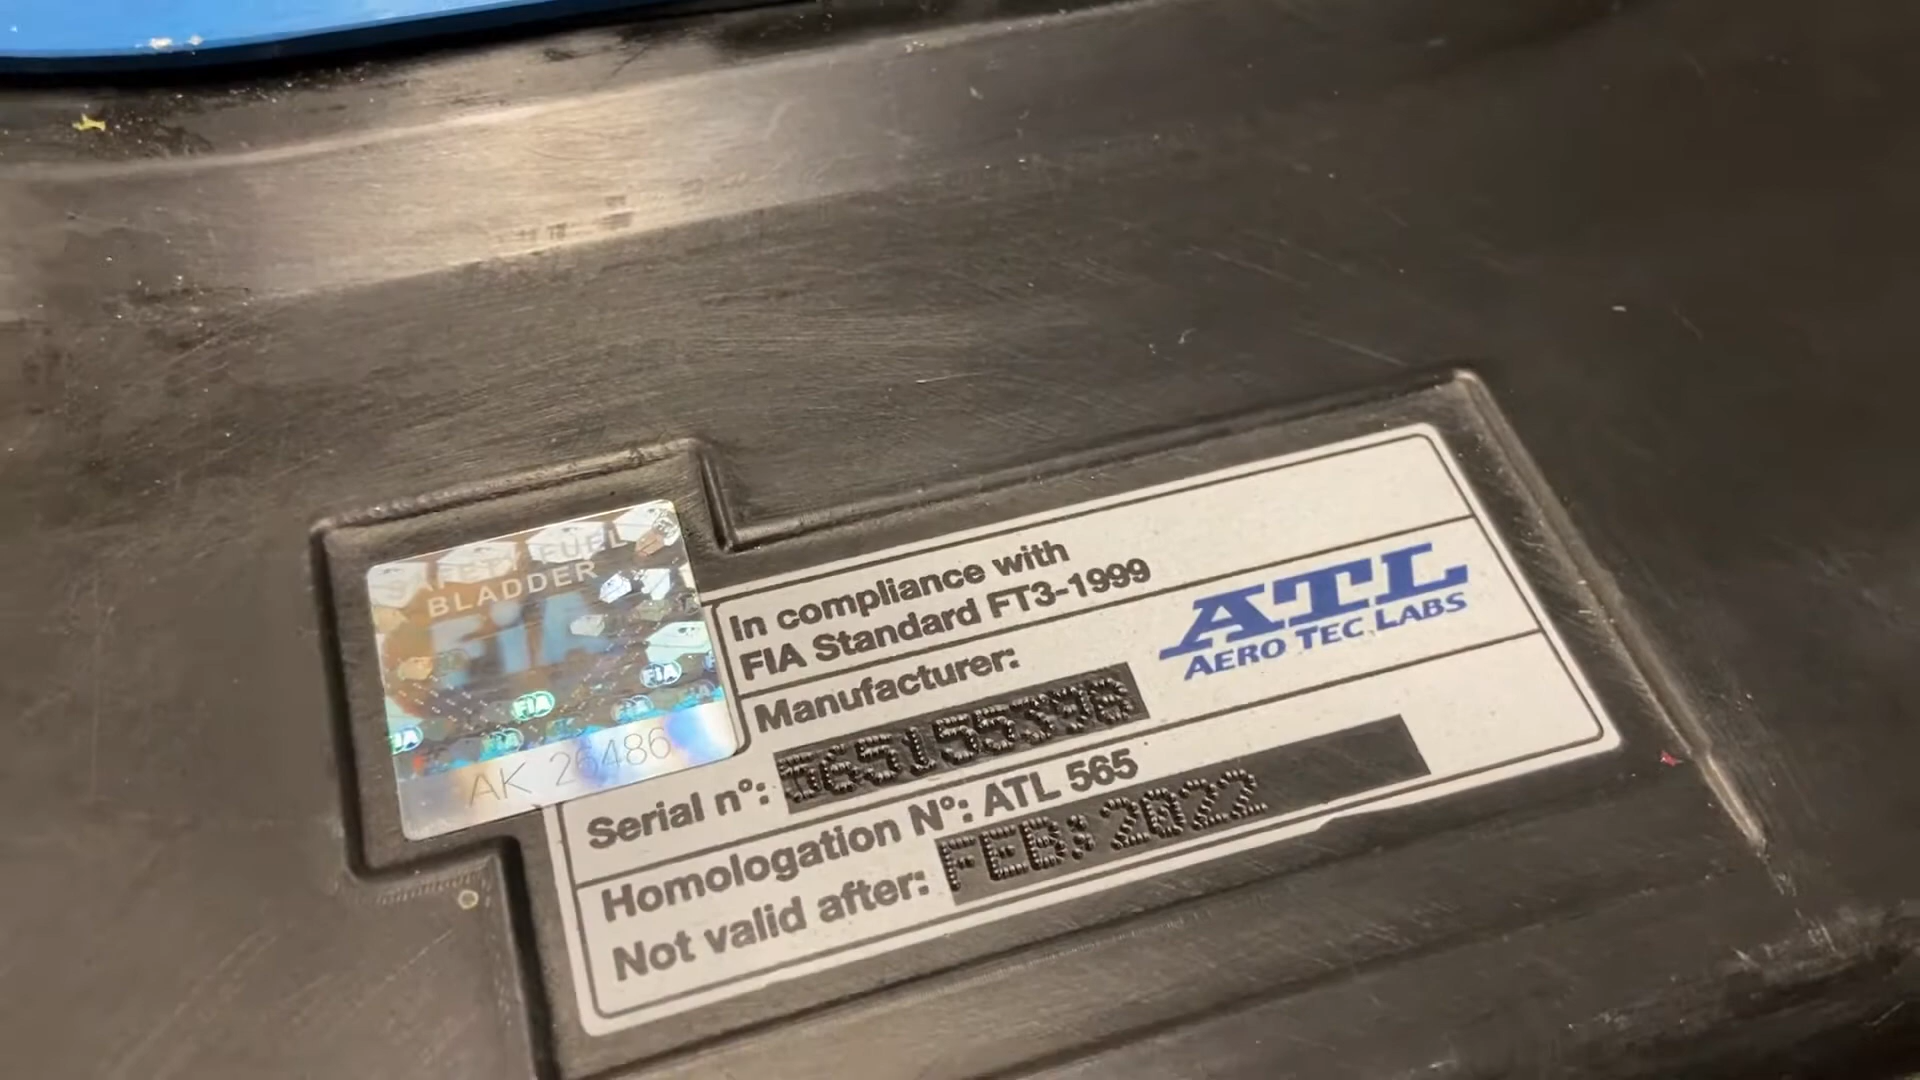 SAFETY FUEL
BLADDER
FiA
FIA
FIA
FIA
FIA
FIA
AK 26486
In compliance with
FIA Standard FT3-1999
Manufacturer:
ATL
AERO TEC LABS
Serial n°:
Homologation N°: ATL 565
Not valid after: FEB: 2022